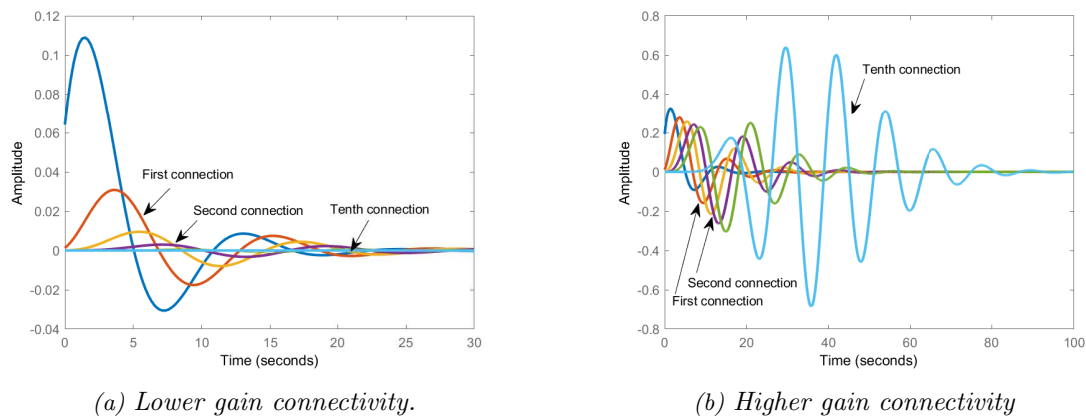 0.12
0.1
0.08
0.06
0.04
0.02
0
-0.02
-0.04
Amplitude
First connection
Second connection
Tenth connection
0 5 10 15 20 25 30
Time (seconds)
(a) Lower gain connectivity.
0.8
0.6
0.4
0.2
0
-0.2
-0.4
-0.6
-0.8
Amplitude
Tenth connection
Second connection
First connection
0 20 40 60 80 100
Time (seconds)
(b) Higher gain connectivity